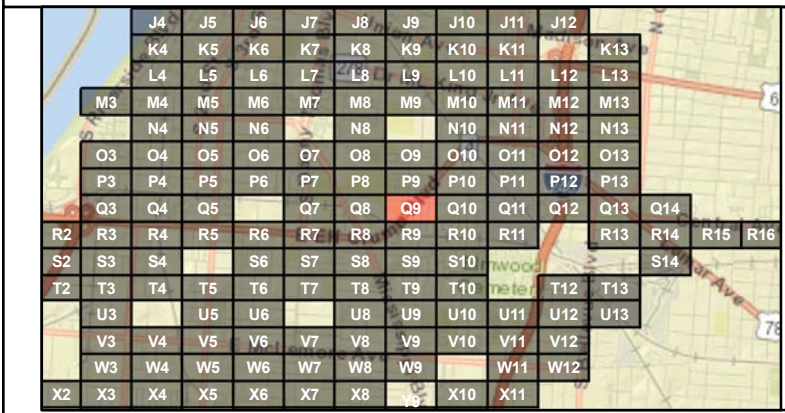 J4 J5 J6 J7 J8 J9 J10 J11 J12
K4 K5 K6 K7 K8 K9 K10 K11 K13
L4 L5 L6 L7 L8 L9 L10 L11 L12 L13
M3 M4 M5 M6 M7 M8 M9 M10 M11 M12 M13
N4 N5 N6 N8 N10 N11 N12 N13
O3 O4 O5 O6 O7 O8 O9 O10 O11 O12 O13
P3 P4 P5 P6 P7 P8 P9 P10 P11 P12 P13
Q3 Q4 Q5 Q7 Q8 Q9 Q10 Q11 Q12 Q13 Q14
R2 R3 R4 R5 R6 R7 R8 R9 R10 R11 R13 R14 R15 R16
S2 S3 S4 S6 S7 S8 S9 S10 S14
T2 T3 T4 T5 T6 T7 T8 T9 T10 T12 T13
U3 U5 U6 U8 U9 U10 U11 U12 U13
V3 V4 V5 V6 V7 V8 V9 V10 V11 V12
W3 W4 W5 W6 W7 W8 W9 W11 W12
X2 X3 X4 X5 X6 X7 X8 X10 X11
Y9
Union Ave
Madison Ave
S Riverside
6
78